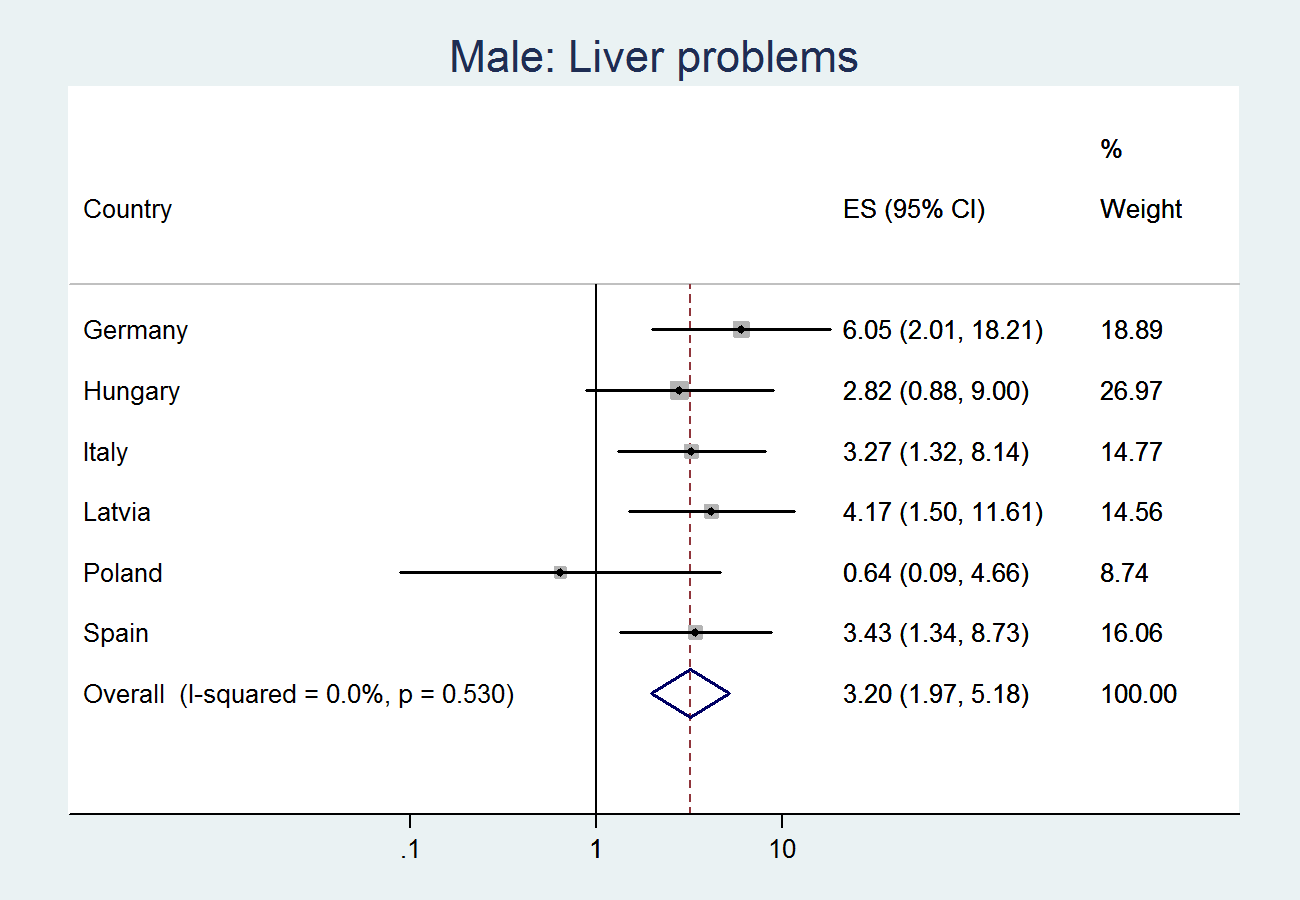 Male: Liver problems
%
Country ES (95% CI) Weight
Germany 6.05 (2.01, 18.21) 18.89
Hungary 2.82 (0.88, 9.00) 26.97
Italy 3.27 (1.32, 8.14) 14.77
Latvia 4.17 (1.50, 11.61) 14.56
Poland 0.64 (0.09, 4.66) 8.74
Spain 3.43 (1.34, 8.73) 16.06
Overall (I-squared = 0.0%, p = 0.530) 3.20 (1.97, 5.18) 100.00
.1 1 10